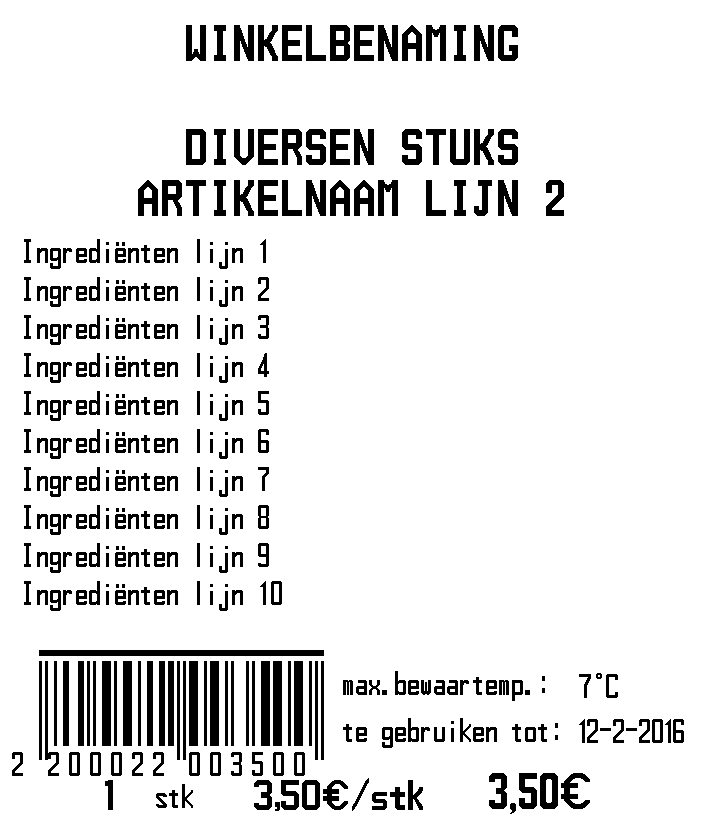 WINKELBENAMING
DIVERSEN STUKS
ARTIKELNAAM LIJN 2
Ingrediënten lijn 1
Ingrediënten lijn 2
Ingrediënten lijn 3
Ingrediënten lijn 4
Ingrediënten lijn 5
Ingrediënten lijn 6
Ingrediënten lijn 7
Ingrediënten lijn 8
Ingrediënten lijn 9
Ingrediënten lijn 10
max.bewaartemp.: 7°C
te gebruiken tot: 12-2-2016
2 200022 003500
1 stk 3,50€/stk 3,50€